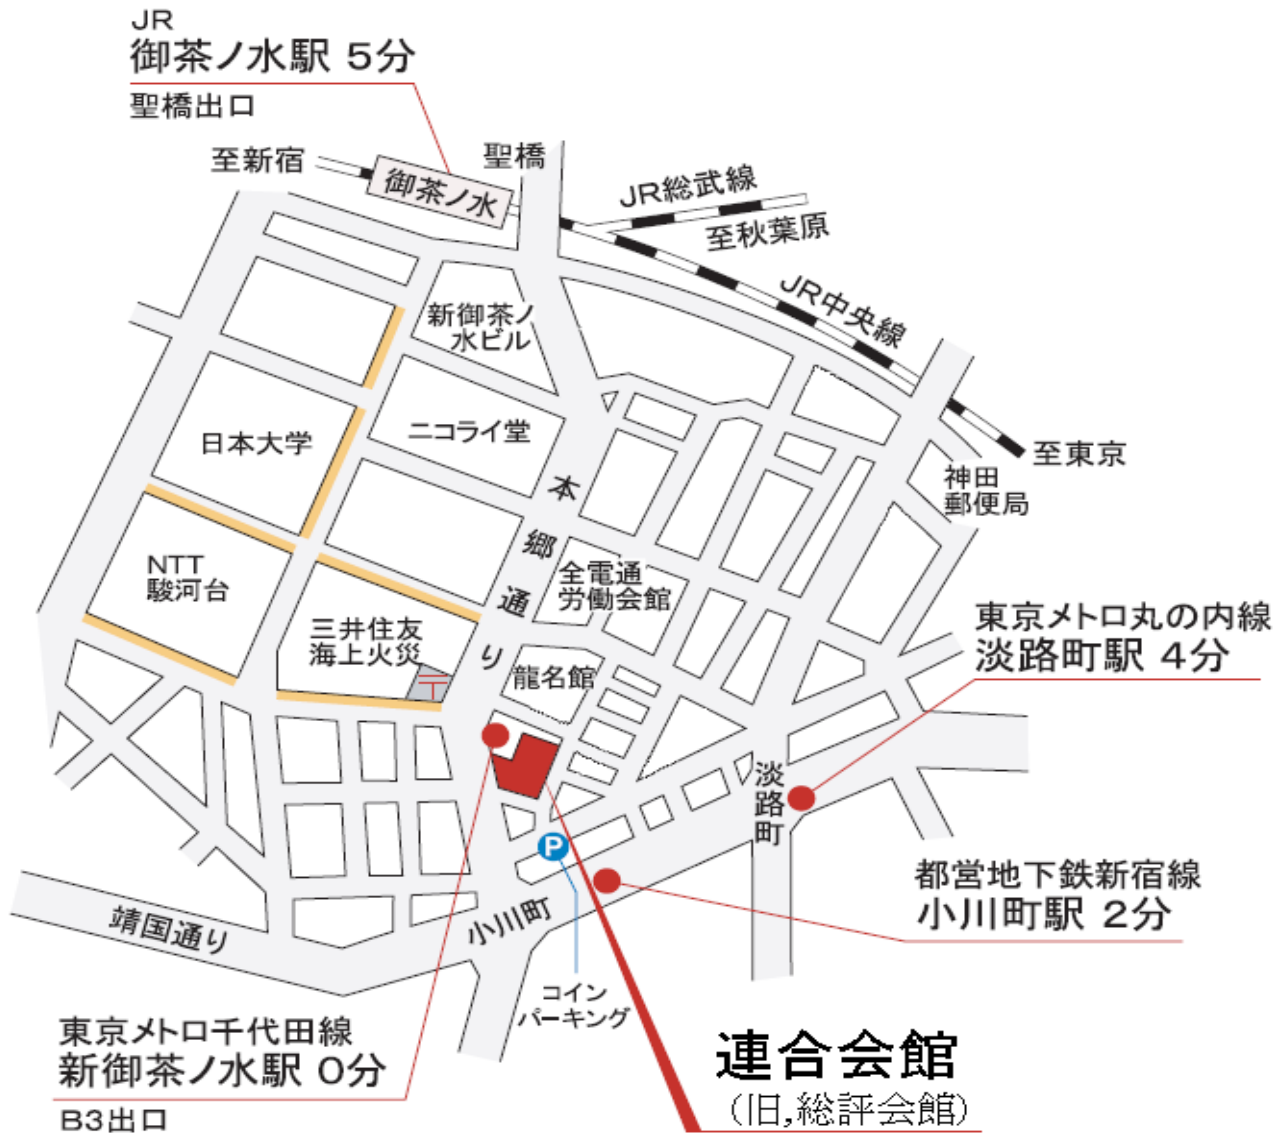 JR
御茶ノ水駅 5分
聖橋出口
至新宿
御茶ノ水
聖橋
JR総武線
至秋葉原
JR中央線
至東京
新御茶ノ
水ビル
ニコライ堂
日本大学
本郷通り
神田
郵便局
NTT
駿河台
全電通
労働会館
三井住友
海上火災
〒
龍名館
東京メトロ丸の内線
淡路町駅 4分
淡路町
P
都営地下鉄新宿線
小川町駅 2分
靖国通り
小川町
コイン
パーキング
東京メトロ千代田線
新御茶ノ水駅 0分
B3出口
連合会館
(旧,総評会館)